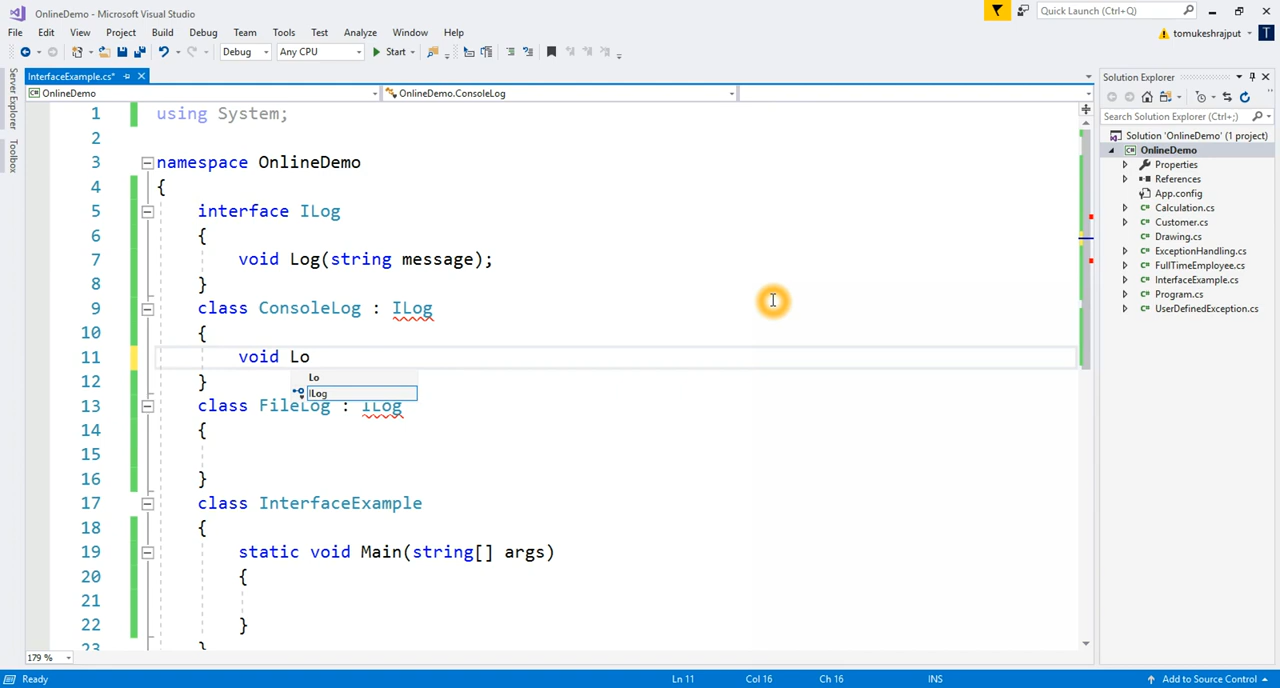 OnlineDemo - Microsoft Visual Studio
Quick Launch (Ctrl+Q)
File Edit View Project Build Debug Team Tools Test Analyze Window Help
tomukeshrajput T
Debug Any CPU Start
Server Explorer
Toolbox
InterfaceExample.cs*
OnlineDemo OnlineDemo.ConsoleLog
1 using System;
2
3 namespace OnlineDemo
4 {
5 interface ILog
6 {
7 void Log(string message);
8 }
9 class ConsoleLog : ILog
10 {
11 void Lo
Lo
ILog
12 }
13 class FileLog : ILog
14 {
15
16 }
17 class InterfaceExample
18 {
19 static void Main(string[] args)
20 {
21
22 }
23 }
179 %
Solution Explorer
Search Solution Explorer (Ctrl+;)
Solution 'OnlineDemo' (1 project)
OnlineDemo
Properties
References
App.config
Calculation.cs
Customer.cs
Drawing.cs
ExceptionHandling.cs
FullTimeEmployee.cs
InterfaceExample.cs
Program.cs
UserDefinedException.cs
Ready Ln 11 Col 16 Ch 16 INS Add to Source Control